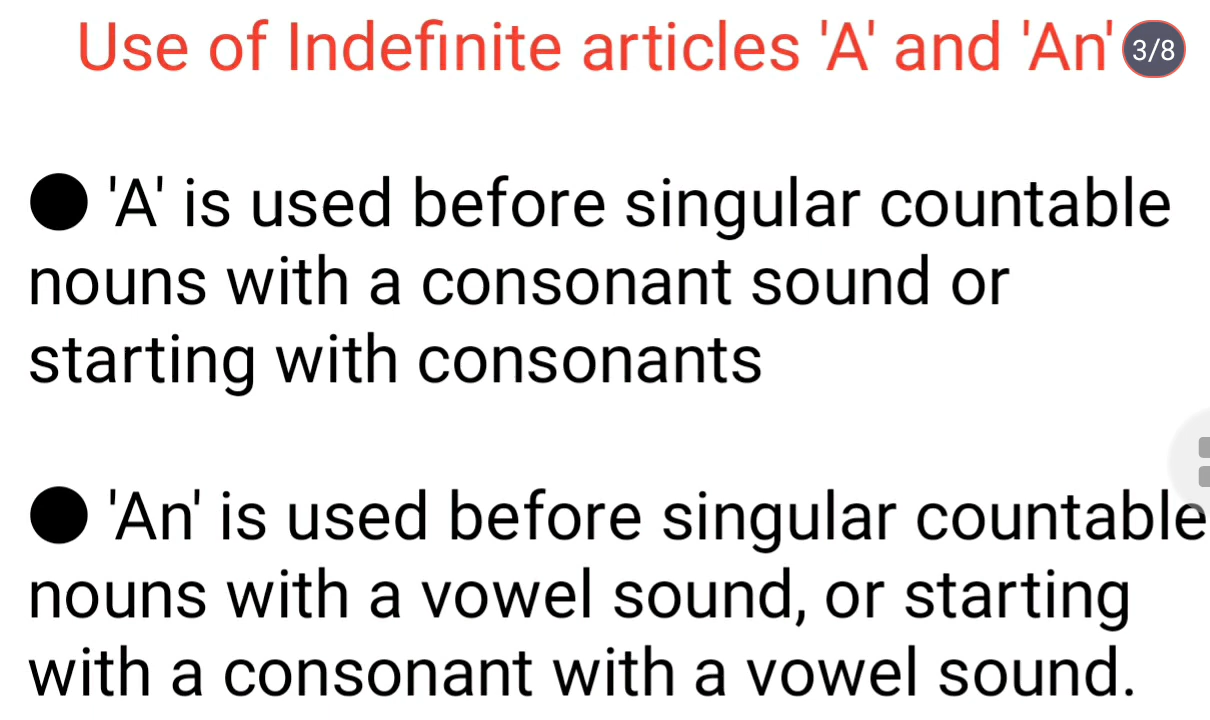 Use of Indefinite articles 'A' and 'An' 3/8
● 'A' is used before singular countable
nouns with a consonant sound or
starting with consonants
● 'An' is used before singular countable
nouns with a vowel sound, or starting
with a consonant with a vowel sound.